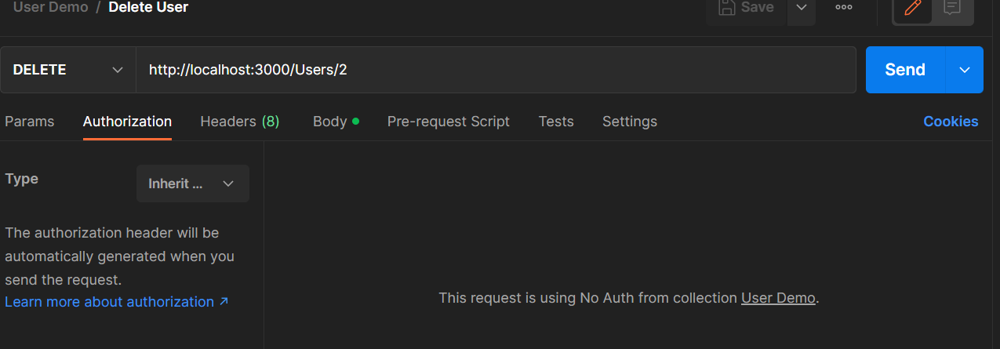 User Demo / Delete User
Save
DELETE
http://localhost:3000/Users/2
Send
Params
Authorization
Headers (8)
Body
Pre-request Script
Tests
Settings
Cookies
Type
Inherit ...
The authorization header will be
automatically generated when you
send the request.
Learn more about authorization ↗
This request is using No Auth from collection User Demo.